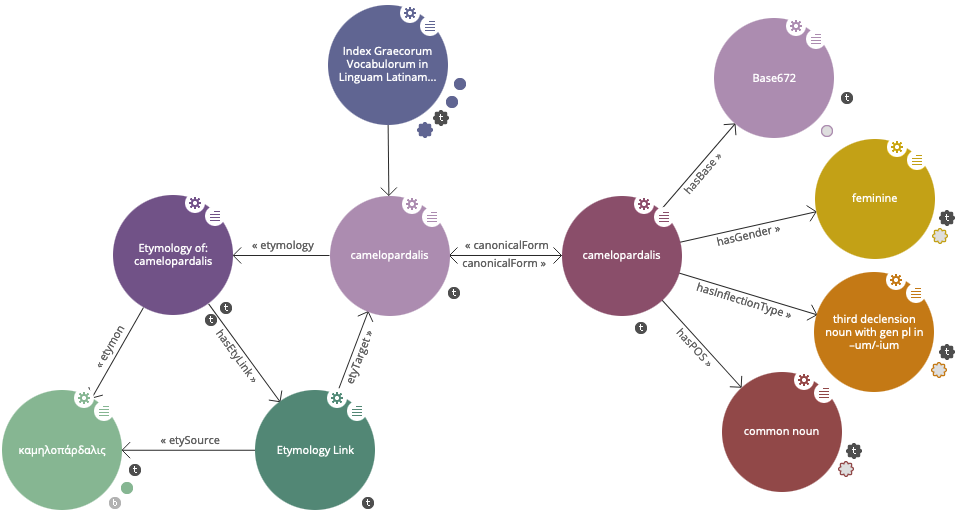 Index Graecorum
Vocabulorum in
Linguam Latinam...
t
Base672
t
hasBase »
feminine
t
hasGender »
Etymology of:
camelopardalis
« etymology
camelopardalis
t
« canonicalForm
canonicalForm »
camelopardalis
t
hasInflectionType »
third declension
noun with gen pl in
–um/-ium
t
t
t
« etymon
hasEtyLink »
etyTarget »
hasPOS »
common noun
t
καμηλοπάρδαλις
t
b
« etySource
Etymology Link
t